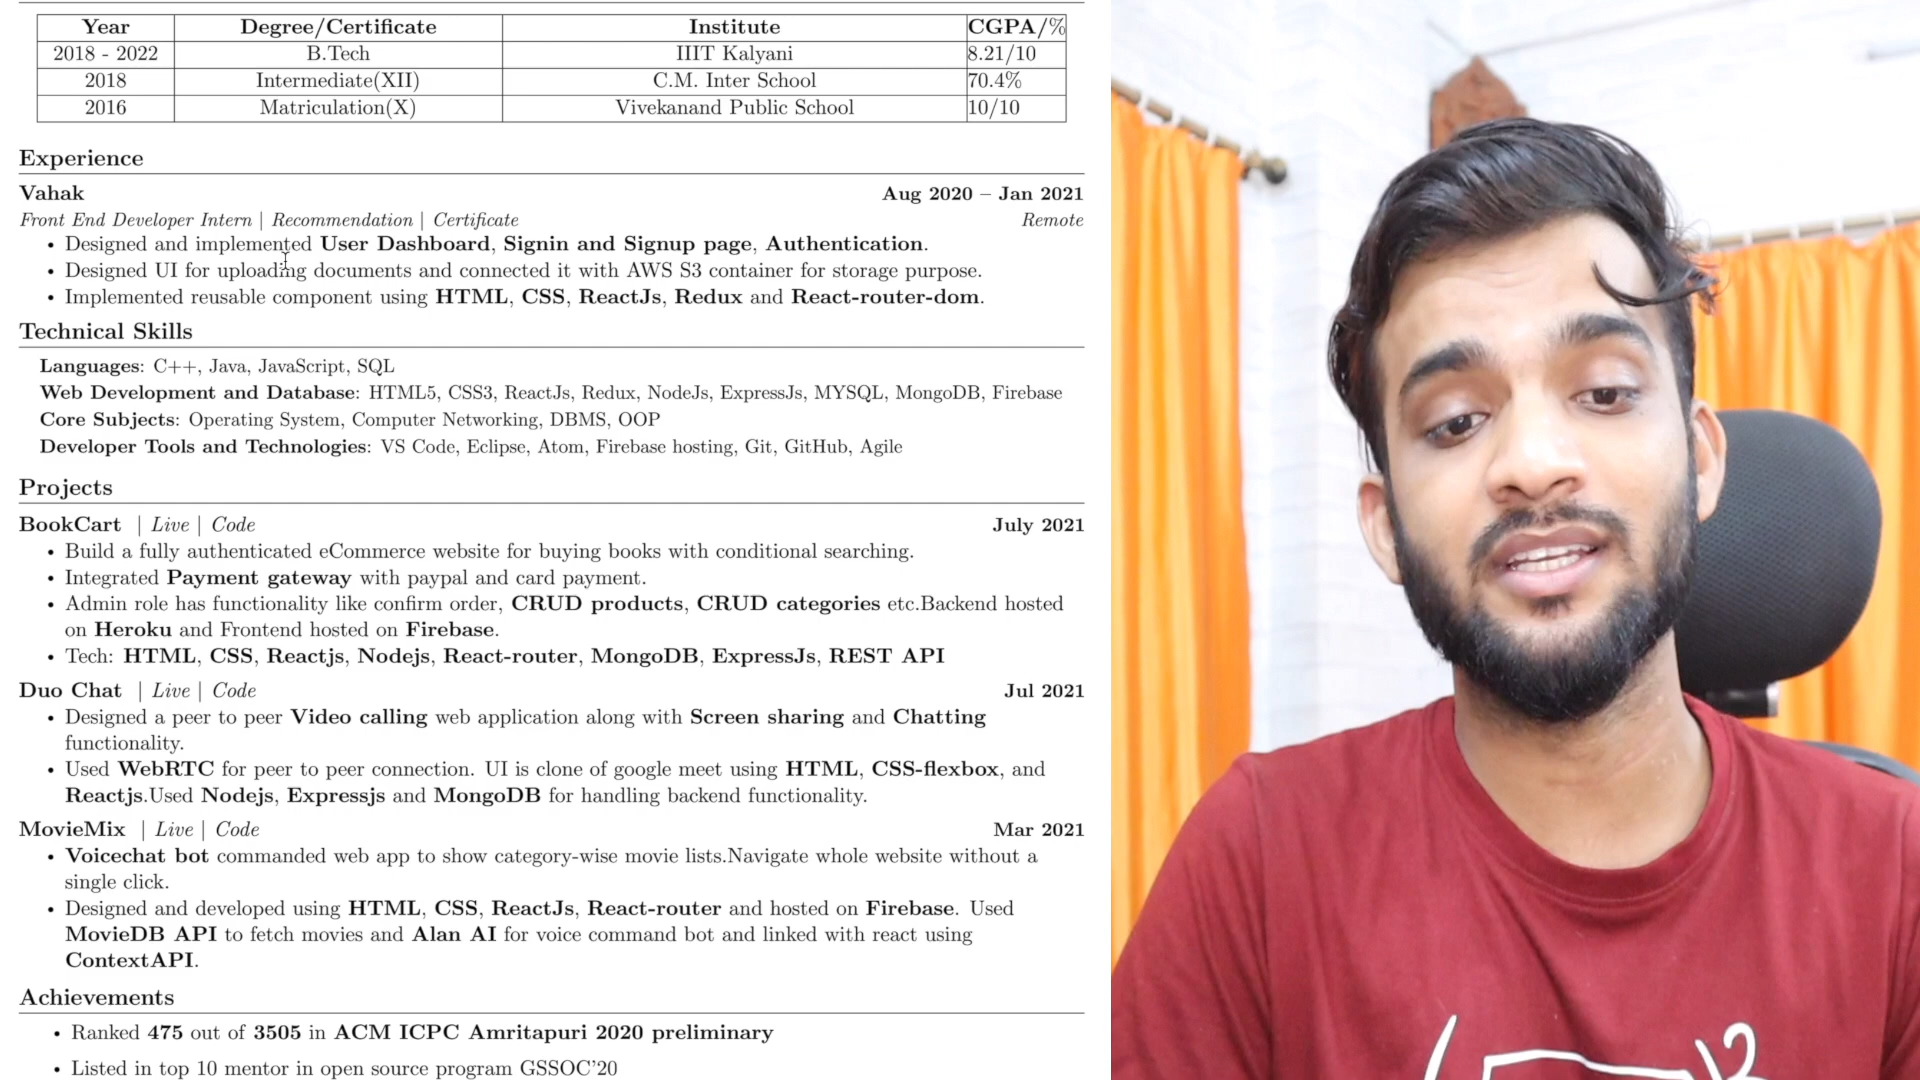 Year Degree/Certificate Institute CGPA/%
2018 - 2022 B.Tech IIIT Kalyani 8.21/10
2018 Intermediate(XII) C.M. Inter School 70.4%
2016 Matriculation(X) Vivekanand Public School 10/10
Experience
Vahak Aug 2020 – Jan 2021
Front End Developer Intern | Recommendation | Certificate Remote
• Designed and implemented User Dashboard, Signin and Signup page, Authentication.
• Designed UI for uploading documents and connected it with AWS S3 container for storage purpose.
• Implemented reusable component using HTML, CSS, ReactJs, Redux and React-router-dom.
Technical Skills
Languages: C++, Java, JavaScript, SQL
Web Development and Database: HTML5, CSS3, ReactJs, Redux, NodeJs, ExpressJs, MYSQL, MongoDB, Firebase
Core Subjects: Operating System, Computer Networking, DBMS, OOP
Developer Tools and Technologies: VS Code, Eclipse, Atom, Firebase hosting, Git, GitHub, Agile
Projects
BookCart | Live | Code July 2021
• Build a fully authenticated eCommerce website for buying books with conditional searching.
• Integrated Payment gateway with paypal and card payment.
• Admin role has functionality like confirm order, CRUD products, CRUD categories etc.Backend hosted
on Heroku and Frontend hosted on Firebase.
• Tech: HTML, CSS, Reactjs, Nodejs, React-router, MongoDB, ExpressJs, REST API
Duo Chat | Live | Code Jul 2021
• Designed a peer to peer Video calling web application along with Screen sharing and Chatting
functionality.
• Used WebRTC for peer to peer connection. UI is clone of google meet using HTML, CSS-flexbox, and
Reactjs.Used Nodejs, Expressjs and MongoDB for handling backend functionality.
MovieMix | Live | Code Mar 2021
• Voicechat bot commanded web app to show category-wise movie lists.Navigate whole website without a
single click.
• Designed and developed using HTML, CSS, ReactJs, React-router and hosted on Firebase. Used
MovieDB API to fetch movies and Alan AI for voice command bot and linked with react using
ContextAPI.
Achievements
• Ranked 475 out of 3505 in ACM ICPC Amritapuri 2020 preliminary
• Listed in top 10 mentor in open source program GSSOC'20